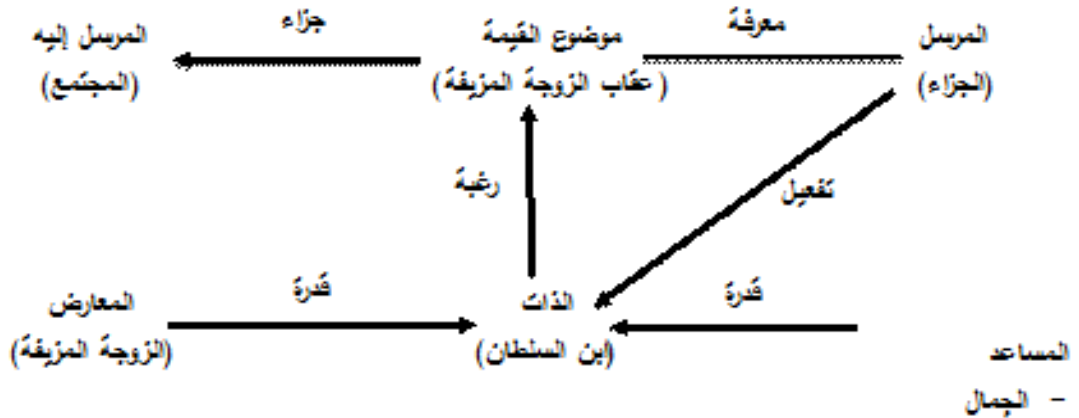 المرسل
(الجزاء)
معرفة
موضوع القيمة
(عقاب الزوجة المزيفة)
جزاء
المرسل إليه
(المجتمع)
تفعيل
رغبة
المساعد
- الجمال
قدرة
الذات
(ابن السلطان)
قدرة
المعارض
(الزوجة المزيفة)